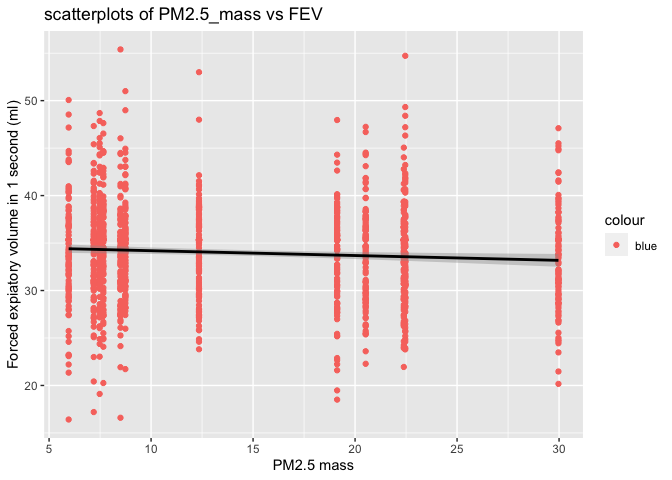 scatterplots of PM2.5_mass vs FEV
Forced expiatory volume in 1 second (ml)
50
40
30
20
5
10
15
20
25
30
PM2.5 mass
colour
blue